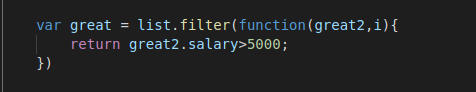 var great = list.filter(function(great2,i){
    return great2.salary>5000;
})